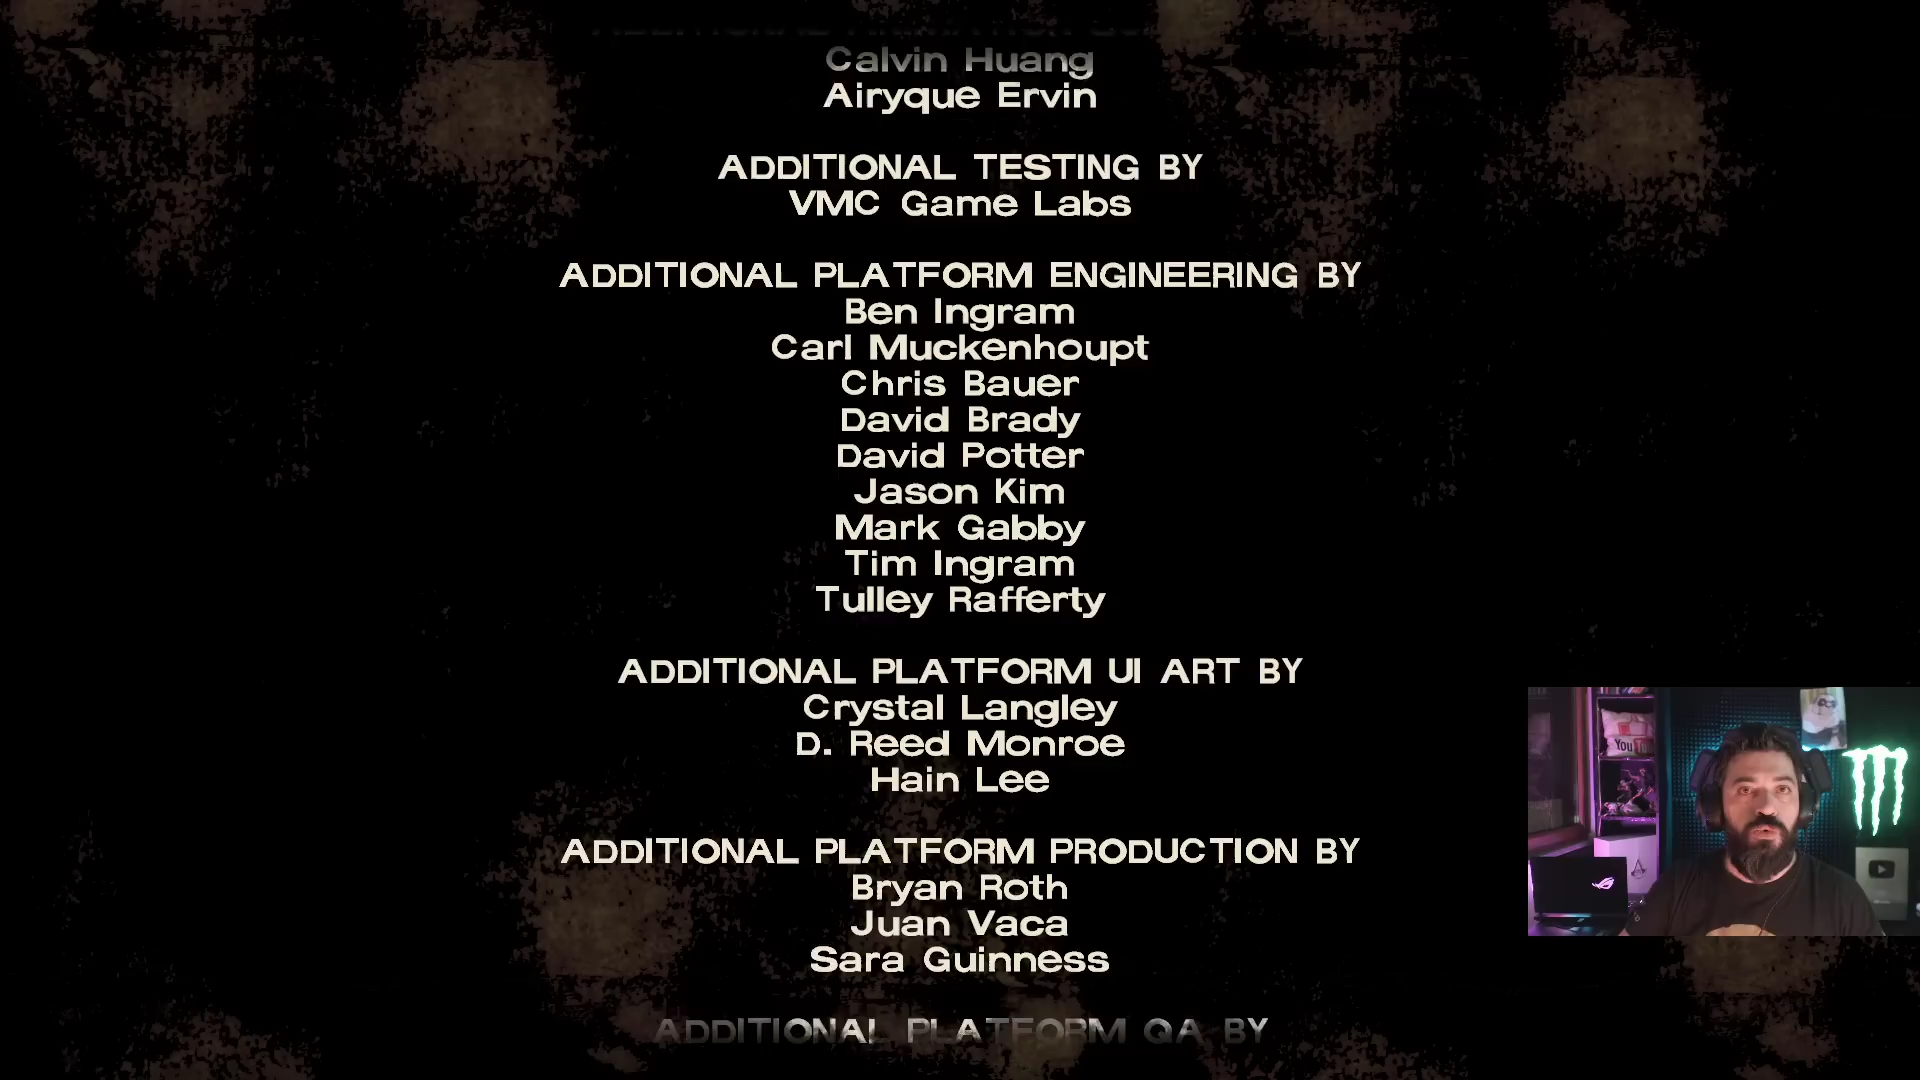 Calvin Huang
Airyque Ervin
ADDITIONAL TESTING BY
VMC Game Labs
ADDITIONAL PLATFORM ENGINEERING BY
Ben Ingram
Carl Muckenhoupt
Chris Bauer
David Brady
David Potter
Jason Kim
Mark Gabby
Tim Ingram
Tulley Rafferty
ADDITIONAL PLATFORM UI ART BY
Crystal Langley
D. Reed Monroe
Hain Lee
ADDITIONAL PLATFORM PRODUCTION BY
Bryan Roth
Juan Vaca
Sara Guinness
ADDITIONAL PLATFORM QA BY